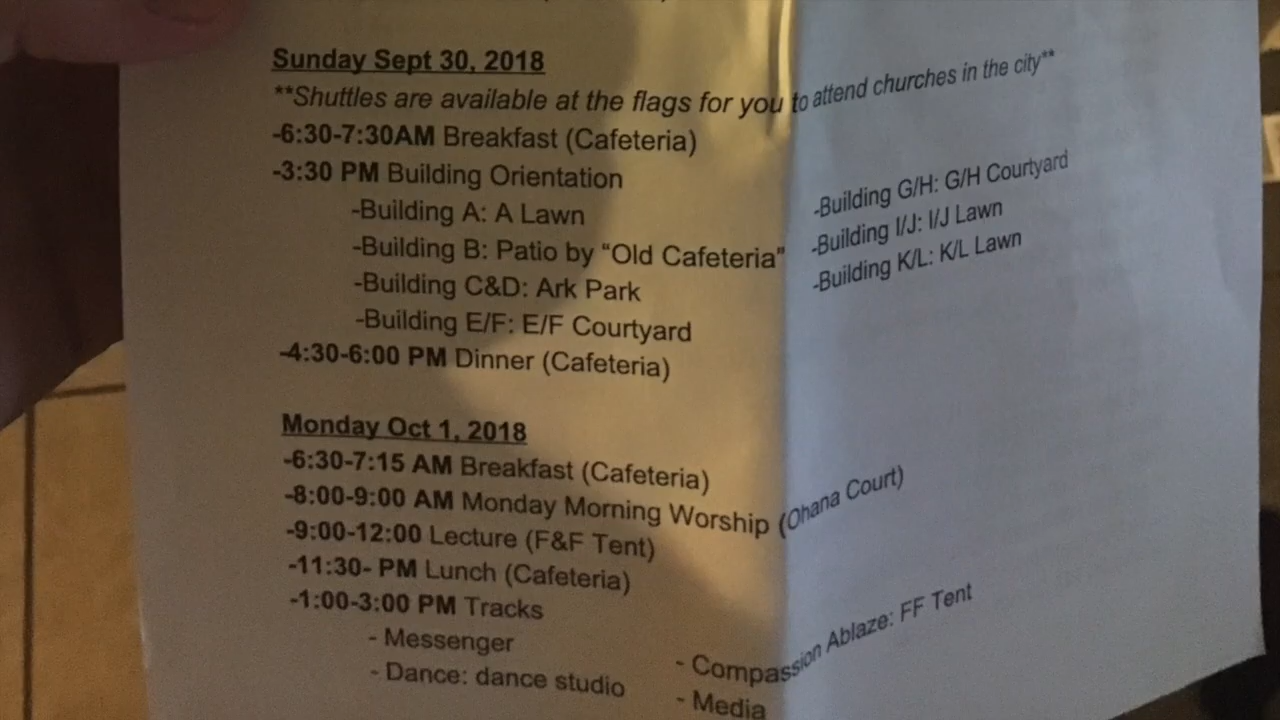 Sunday Sept 30, 2018
**Shuttles are available at the flags for you to attend churches in the city**
-6:30-7:30AM Breakfast (Cafeteria)
-3:30 PM Building Orientation
-Building A: A Lawn
-Building B: Patio by “Old Cafeteria”
-Building C&D: Ark Park
-Building E/F: E/F Courtyard
-Building G/H: G/H Courtyard
-Building I/J: I/J Lawn
-Building K/L: K/L Lawn
-4:30-6:00 PM Dinner (Cafeteria)
Monday Oct 1, 2018
-6:30-7:15 AM Breakfast (Cafeteria)
-8:00-9:00 AM Monday Morning Worship (Ohana Court)
-9:00-12:00 Lecture (F&F Tent)
-11:30- PM Lunch (Cafeteria)
-1:00-3:00 PM Tracks
- Messenger
- Dance: dance studio
- Compassion Ablaze: FF Tent
- Media